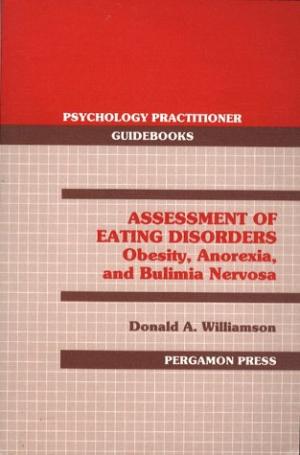 PSYCHOLOGY PRACTITIONER
GUIDEBOOKS
ASSESSMENT OF
EATING DISORDERS
Obesity, Anorexia,
and Bulimia Nervosa
Donald A. Williamson
PERGAMON PRESS